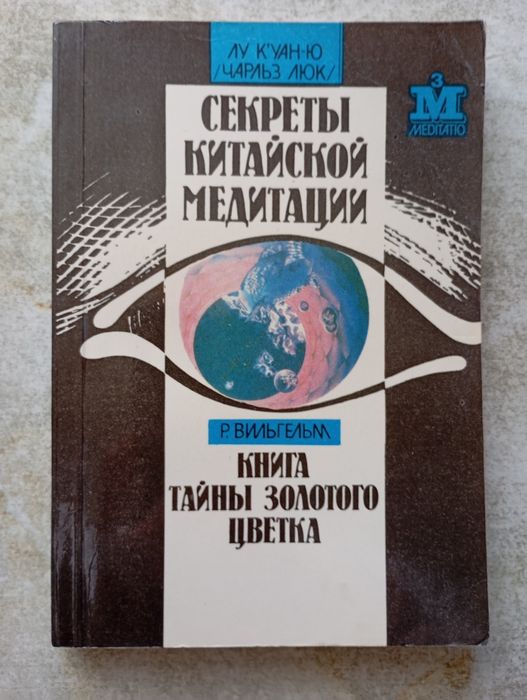 ЛУ К'УАН-Ю
/ЧАРЛЬЗ ЛЮК/
3
М
MEDITATIO
СЕКРЕТЫ
КИТАЙСКОЙ
МЕДИТАЦИИ
Р. ВИЛЬГЕЛЬМ
КНИГА
ТАЙНЫ ЗОЛОТОГО
ЦВЕТКА